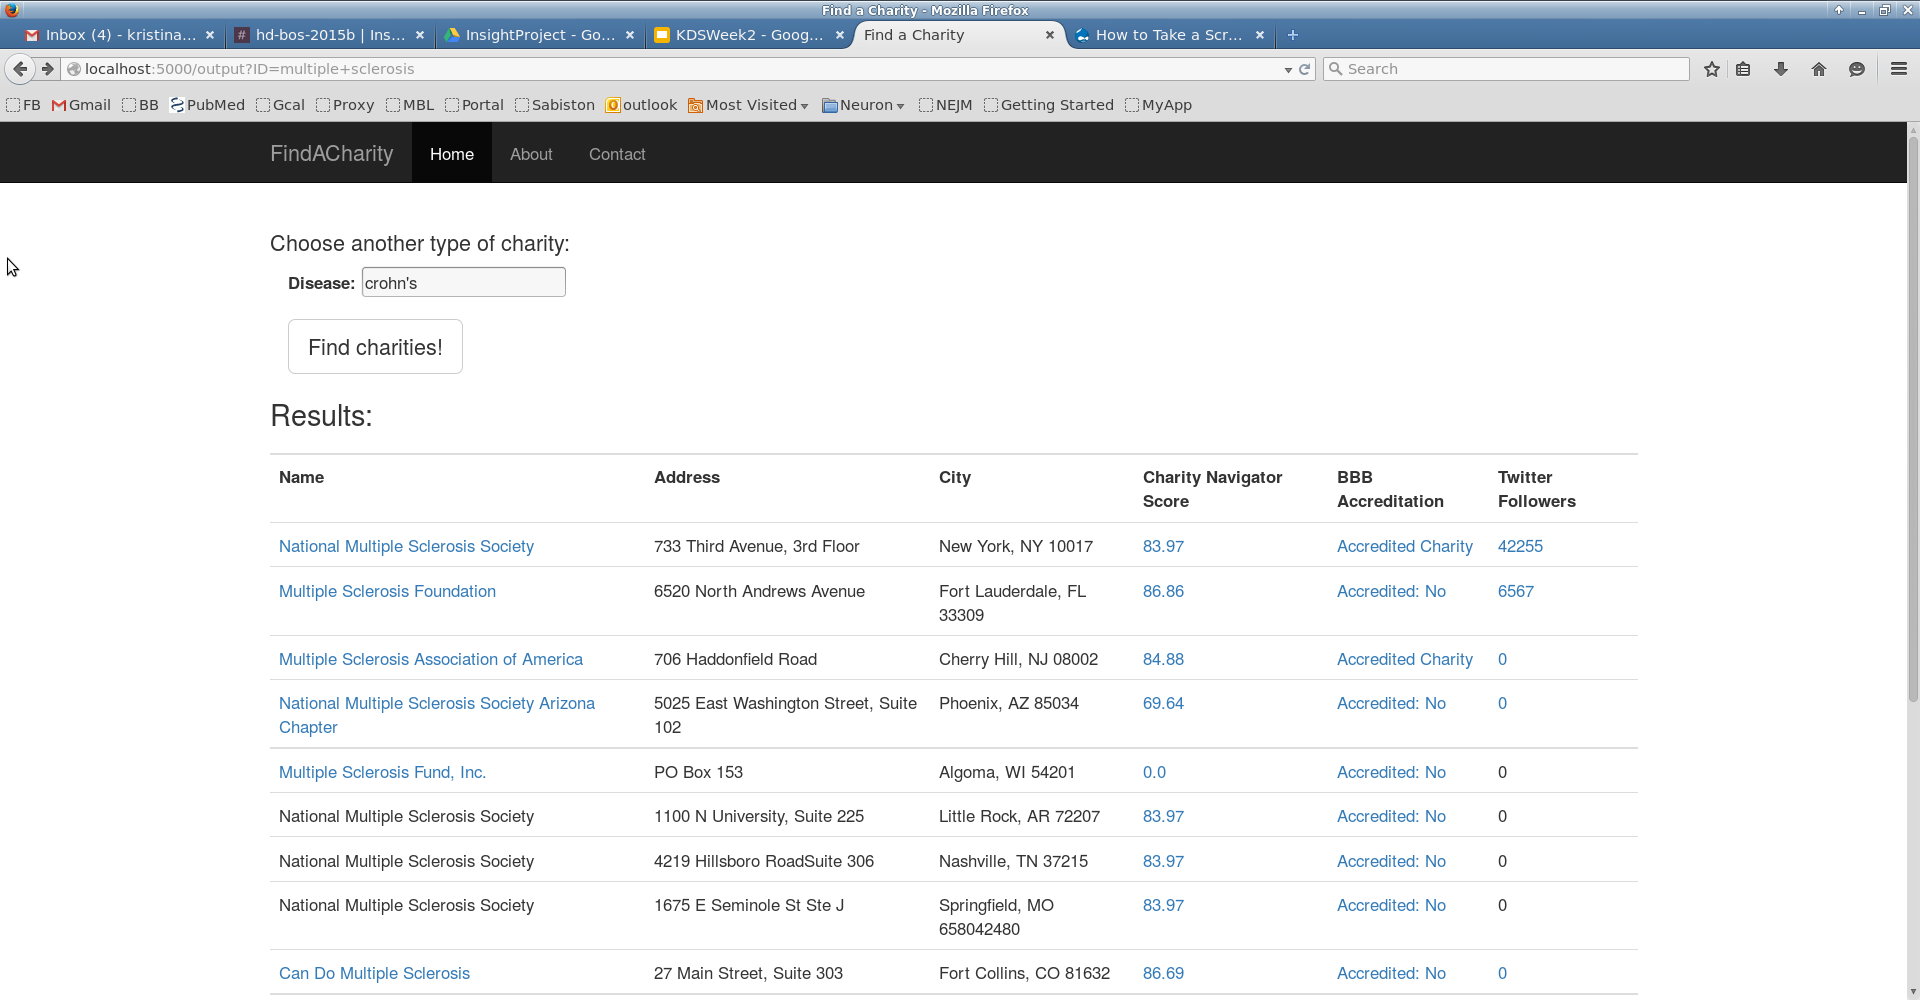 Find a Charity - Mozilla Firefox
Inbox (4) - kristina... hd-bos-2015b | Ins... InsightProject - Go... KDSWeek2 - Goog... Find a Charity How to Take a Scr...
localhost:5000/output?ID=multiple+sclerosis Search
FB Gmail BB PubMed Gcal Proxy MBL Portal Sabiston outlook Most Visited Neuron NEJM Getting Started MyApp
FindACharity Home About Contact
Choose another type of charity:
Disease: crohn's
Find charities!
Results:
Name Address City Charity Navigator Score BBB Accreditation Twitter Followers
National Multiple Sclerosis Society 733 Third Avenue, 3rd Floor New York, NY 10017 83.97 Accredited Charity 42255
Multiple Sclerosis Foundation 6520 North Andrews Avenue Fort Lauderdale, FL 33309 86.86 Accredited: No 6567
Multiple Sclerosis Association of America 706 Haddonfield Road Cherry Hill, NJ 08002 84.88 Accredited Charity 0
National Multiple Sclerosis Society Arizona Chapter 5025 East Washington Street, Suite 102 Phoenix, AZ 85034 69.64 Accredited: No 0
Multiple Sclerosis Fund, Inc. PO Box 153 Algoma, WI 54201 0.0 Accredited: No 0
National Multiple Sclerosis Society 1100 N University, Suite 225 Little Rock, AR 72207 83.97 Accredited: No 0
National Multiple Sclerosis Society 4219 Hillsboro RoadSuite 306 Nashville, TN 37215 83.97 Accredited: No 0
National Multiple Sclerosis Society 1675 E Seminole St Ste J Springfield, MO 658042480 83.97 Accredited: No 0
Can Do Multiple Sclerosis 27 Main Street, Suite 303 Fort Collins, CO 81632 86.69 Accredited: No 0